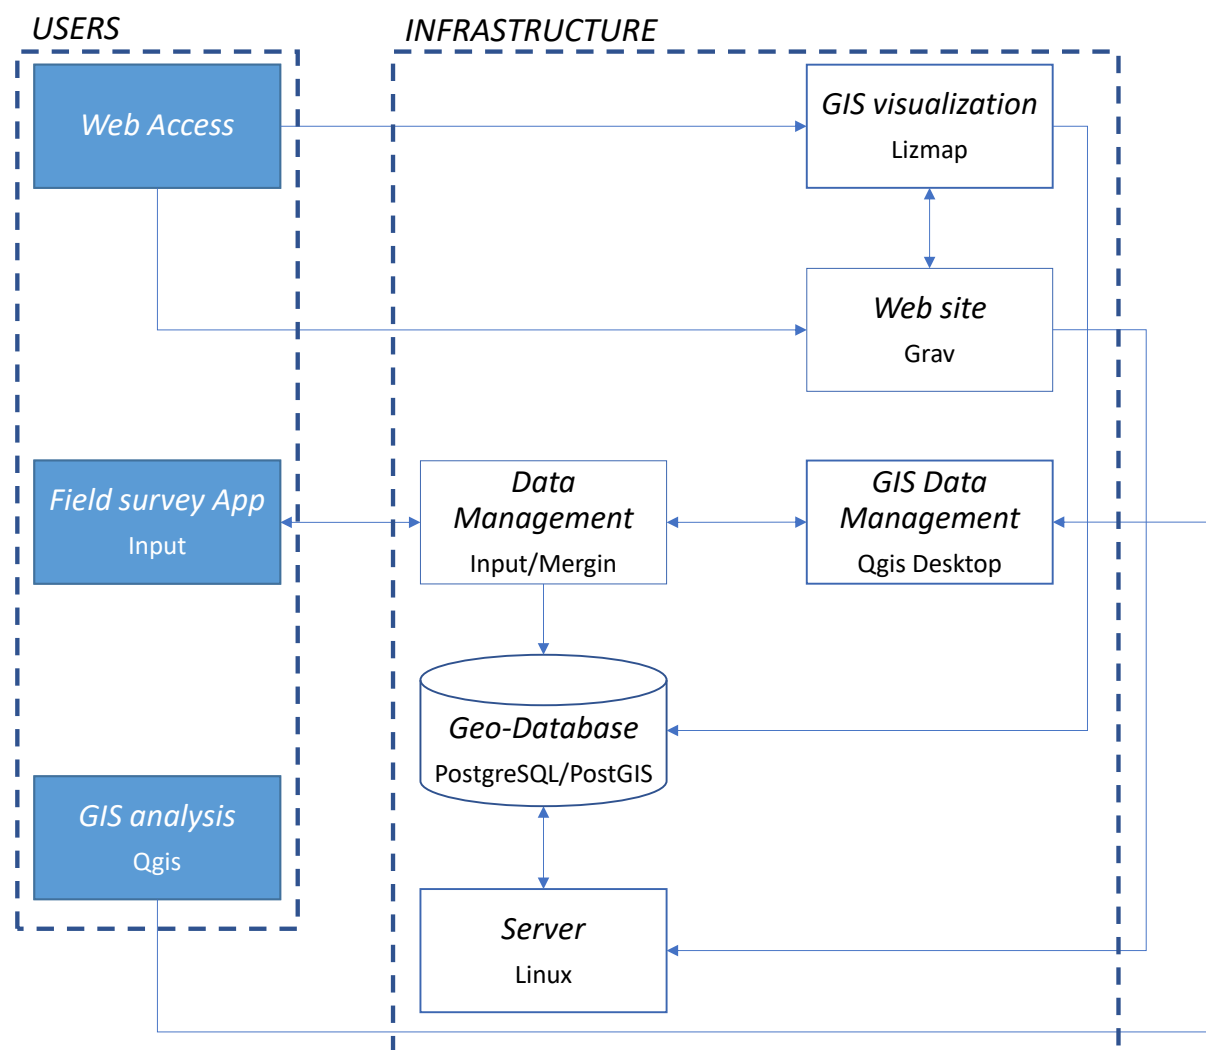 USERS
INFRASTRUCTURE
Web Access
GIS visualization
Lizmap
Web site
Grav
Field survey App
Input
Data
Management
Input/Mergin
GIS Data
Management
Qgis Desktop
Geo-Database
PostgreSQL/PostGIS
GIS analysis
Qgis
Server
Linux